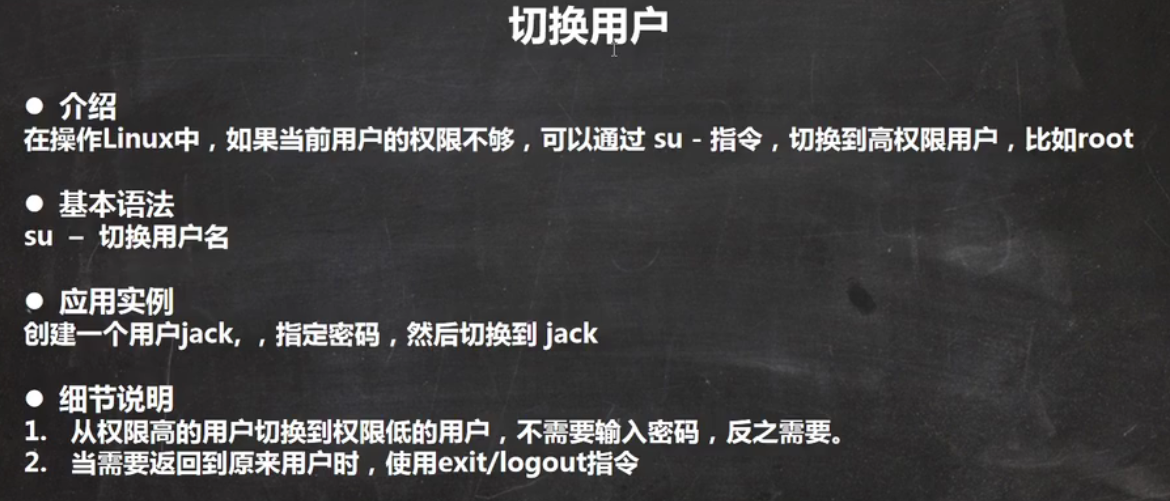 切换用户
● 介绍
在操作Linux中，如果当前用户的权限不够，可以通过 su - 指令，切换到高权限用户，比如root
● 基本语法
su – 切换用户名
● 应用实例
创建一个用户jack, ，指定密码，然后切换到 jack
● 细节说明
1. 从权限高的用户切换到权限低的用户，不需要输入密码，反之需要。
2. 当需要返回到原来用户时，使用exit/logout指令